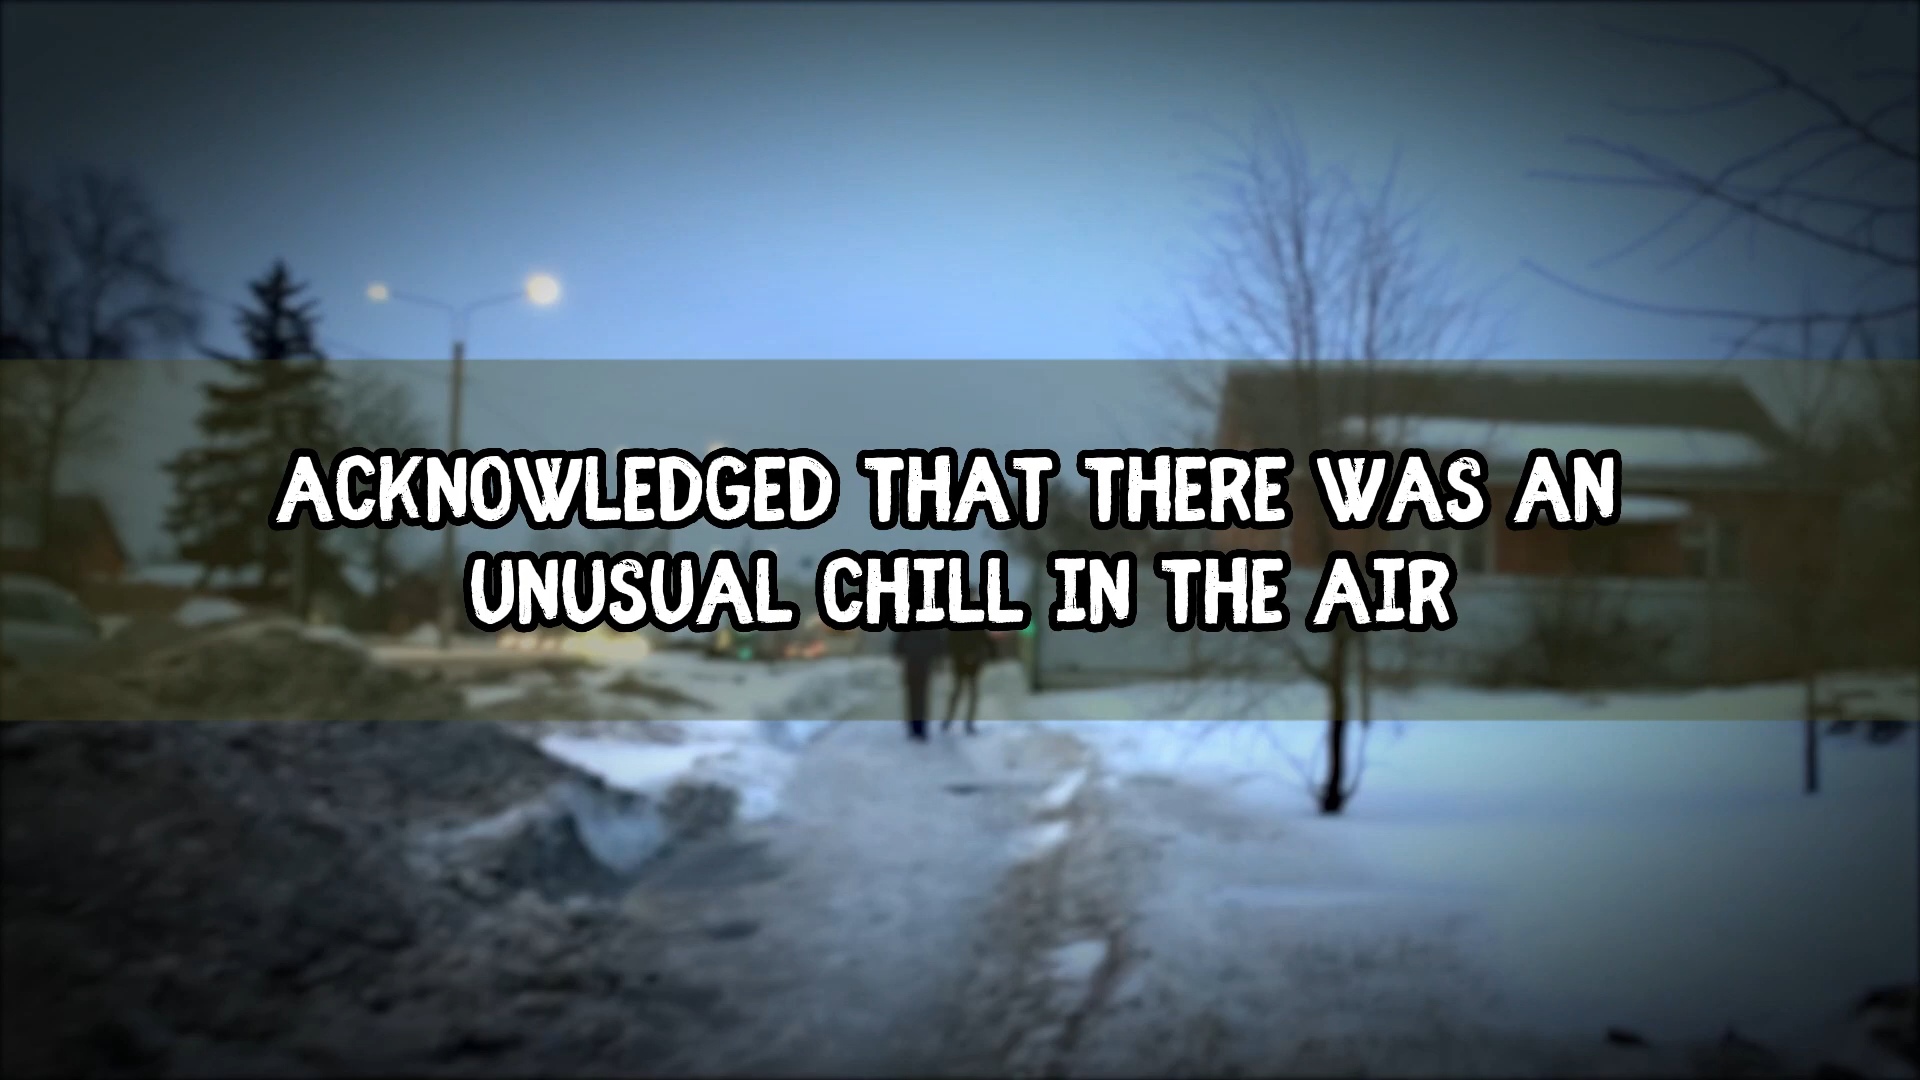 ACKNOWLEDGED THAT THERE WAS AN
UNUSUAL CHILL IN THE AIR